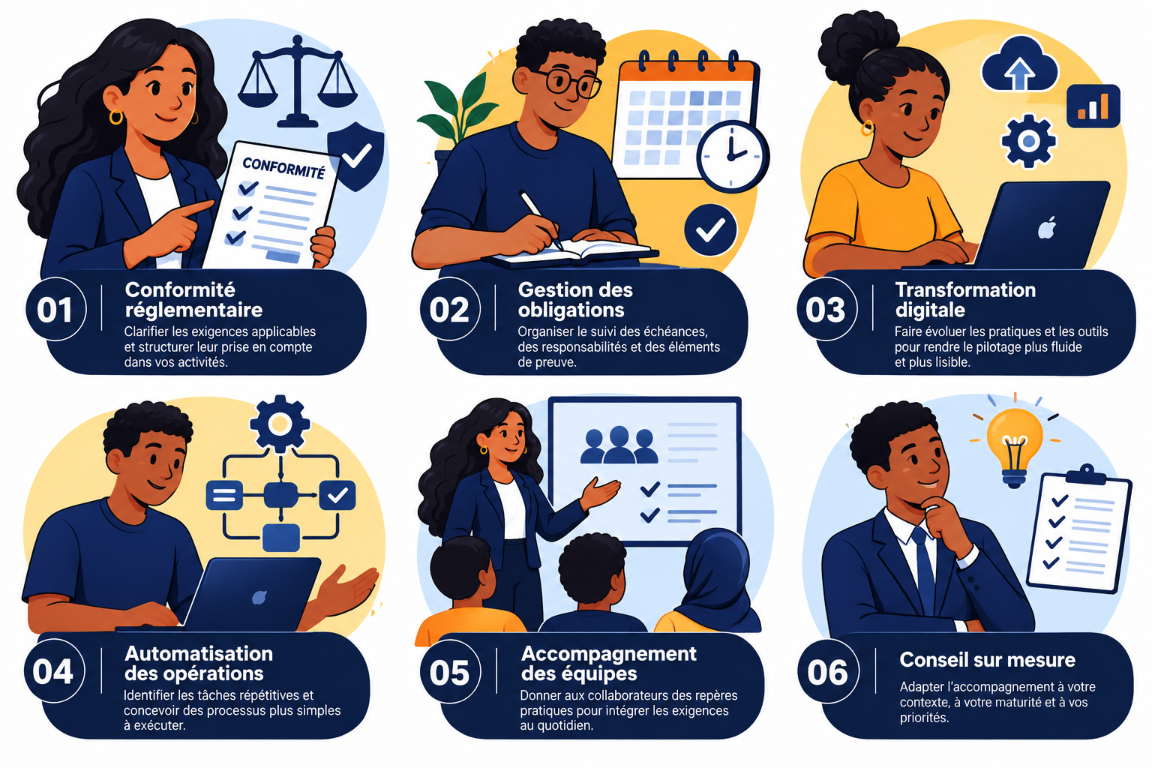 CONFORMITÉ
01
Conformité
réglementaire
Clarifier les exigences applicables
et structurer leur prise en compte
dans vos activités.
02
Gestion des
obligations
Organiser le suivi des échéances,
des responsabilités et des éléments
de preuve.
03
Transformation
digitale
Faire évoluer les pratiques et les outils
pour rendre le pilotage plus fluide
et plus lisible.
04
Automatisation
des opérations
Identifier les tâches répétitives et
concevoir des processus plus simples
à exécuter.
05
Accompagnement
des équipes
Donner aux collaborateurs des repères
pratiques pour intégrer les exigences
au quotidien.
06
Conseil sur mesure
Adapter l'accompagnement à votre
contexte, à votre maturité et à vos
priorités.